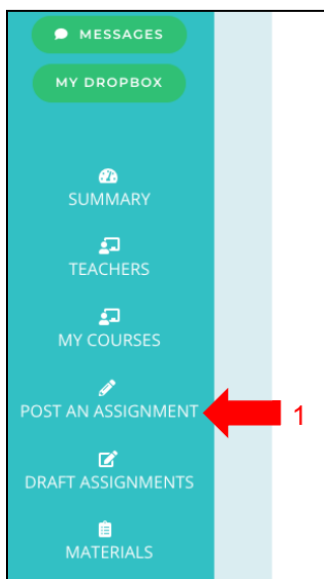 MESSAGES
MY DROPBOX
SUMMARY
TEACHERS
MY COURSES
POST AN ASSIGNMENT
1
DRAFT ASSIGNMENTS
MATERIALS